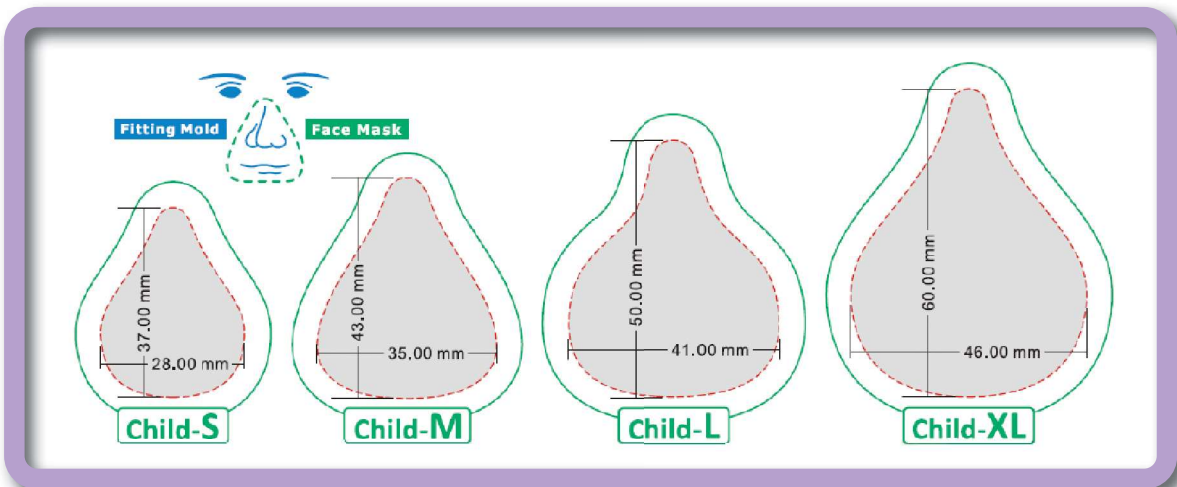 Fitting Mold
Face Mask
37.00 mm
28.00 mm
Child-S
43.00 mm
35.00 mm
Child-M
50.00 mm
41.00 mm
Child-L
60.00 mm
46.00 mm
Child-XL